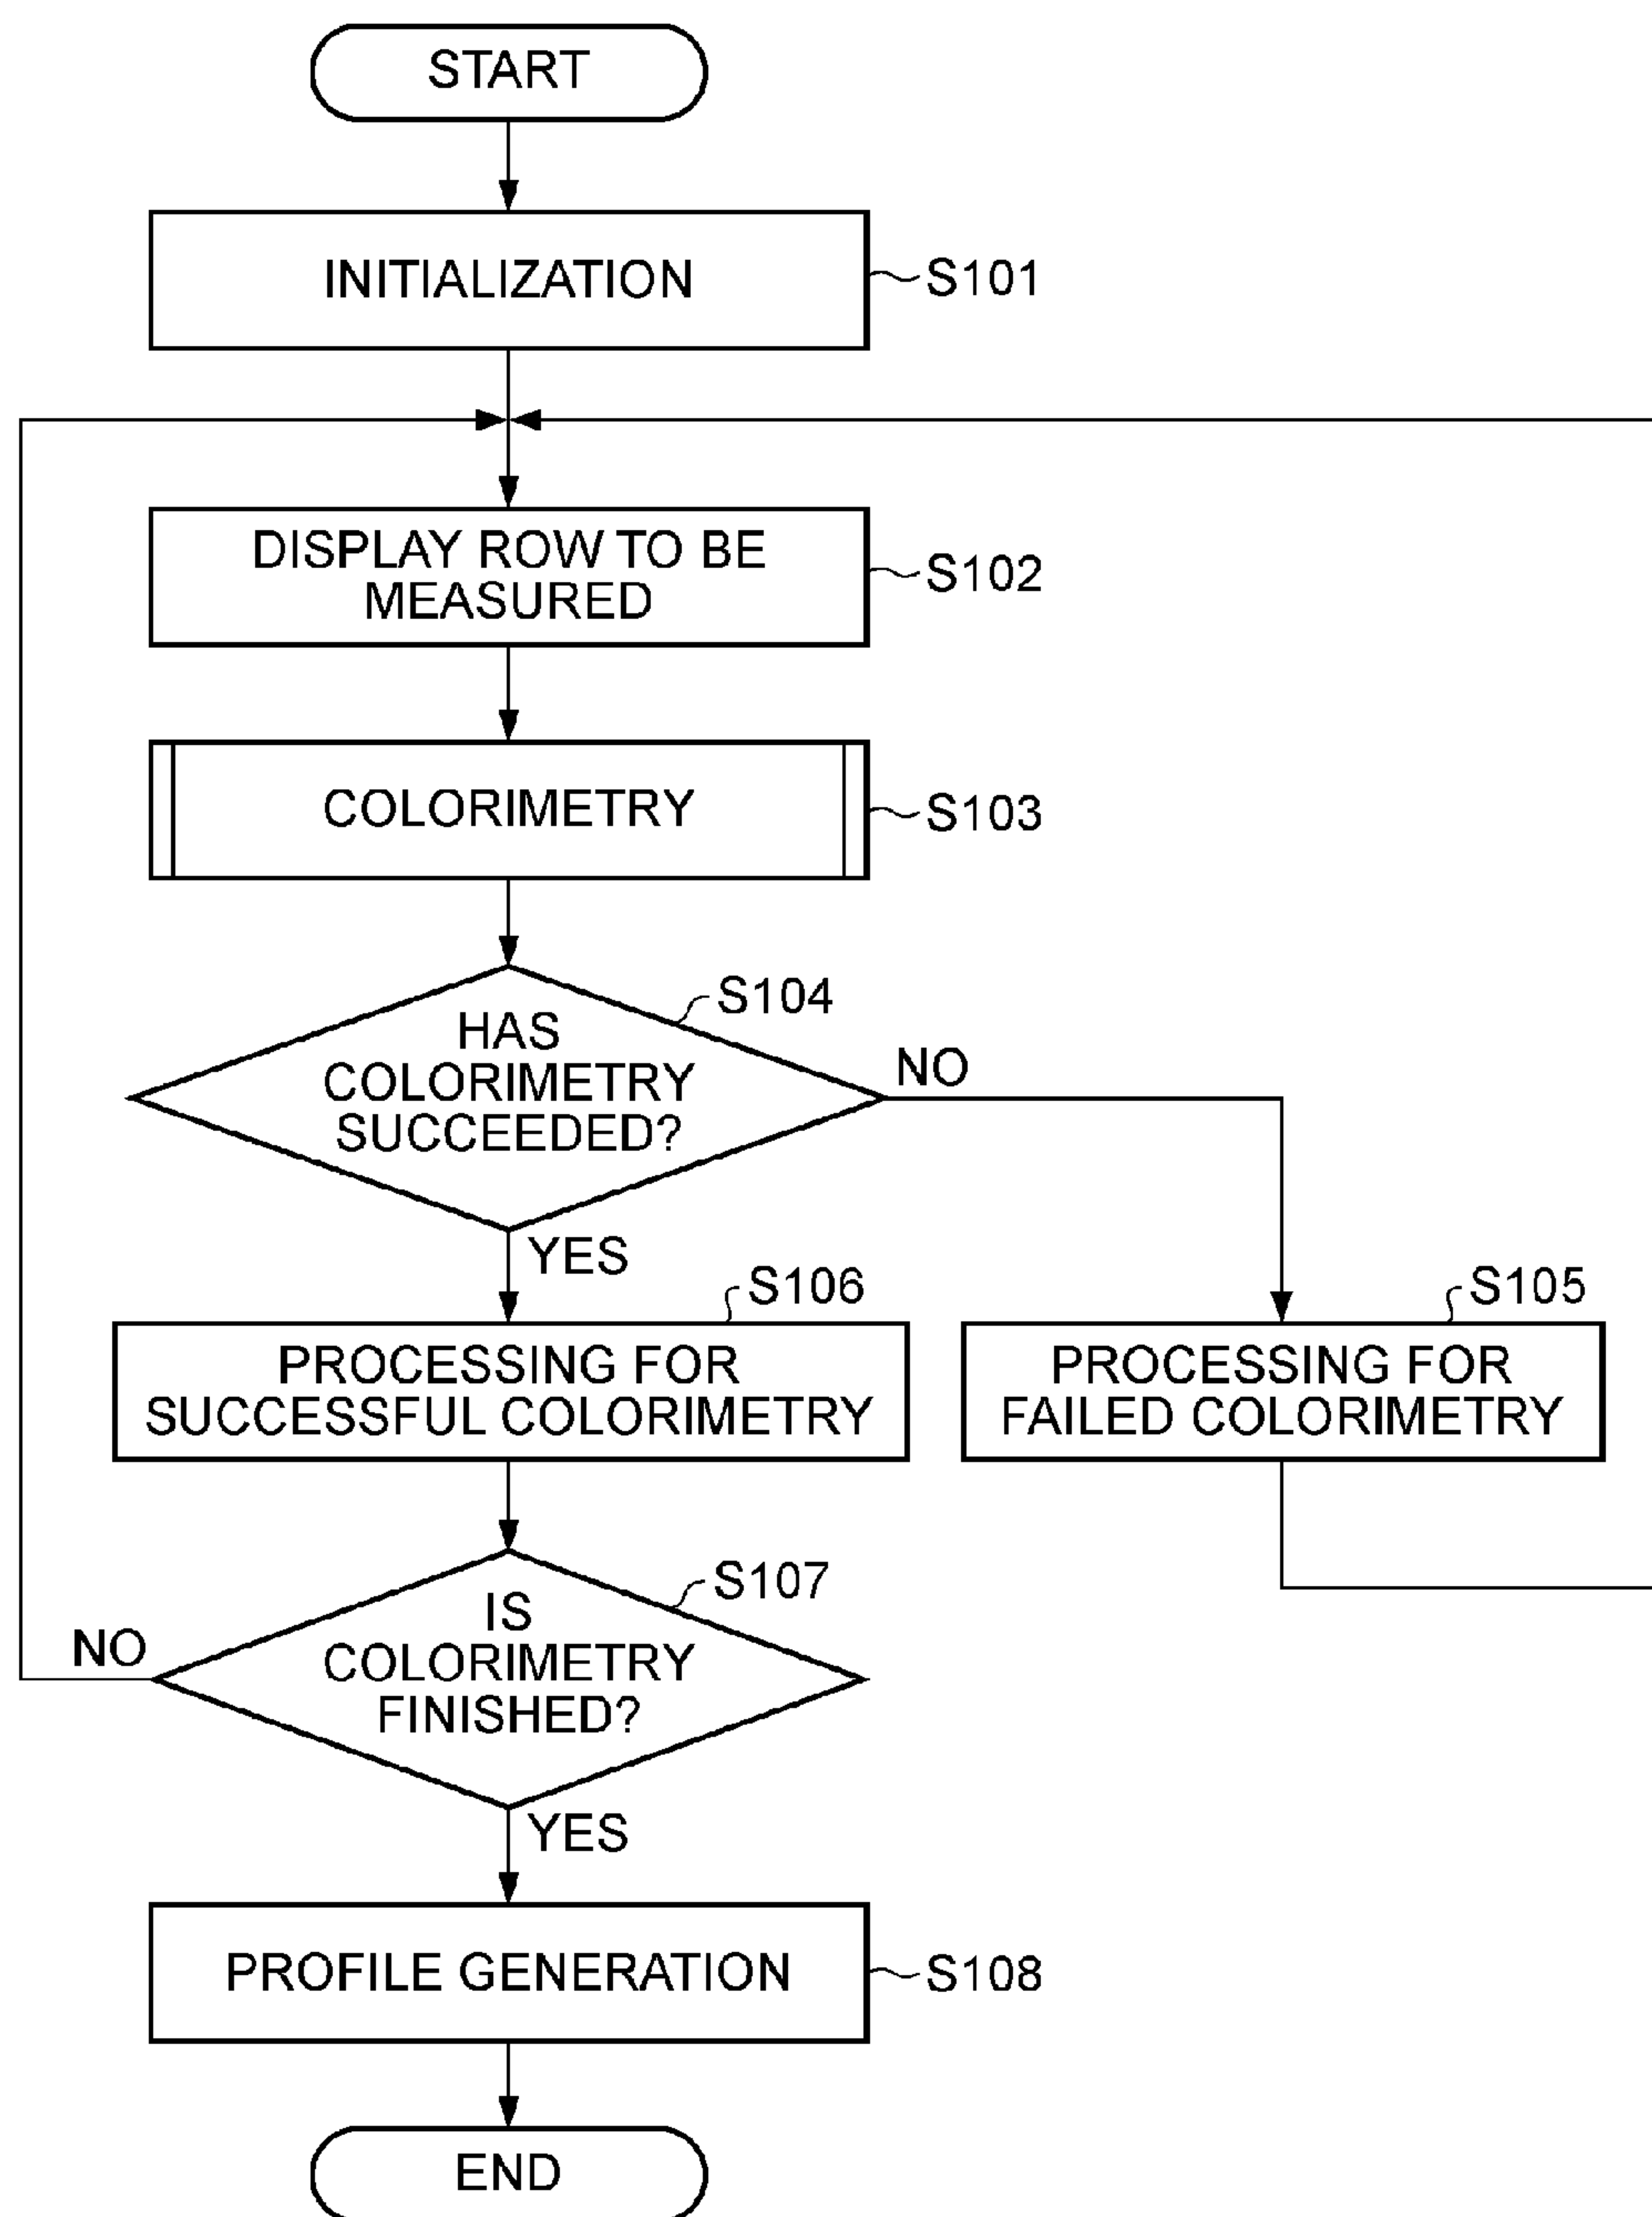 START
INITIALIZATION
S101
DISPLAY ROW TO BE
MEASURED
S102
COLORIMETRY
S103
S104
HAS
COLORIMETRY
SUCCEEDED?
NO
YES
S106
PROCESSING FOR
SUCCESSFUL COLORIMETRY
S105
PROCESSING FOR
FAILED COLORIMETRY
S107
IS
COLORIMETRY
FINISHED?
NO
YES
PROFILE GENERATION
S108
END